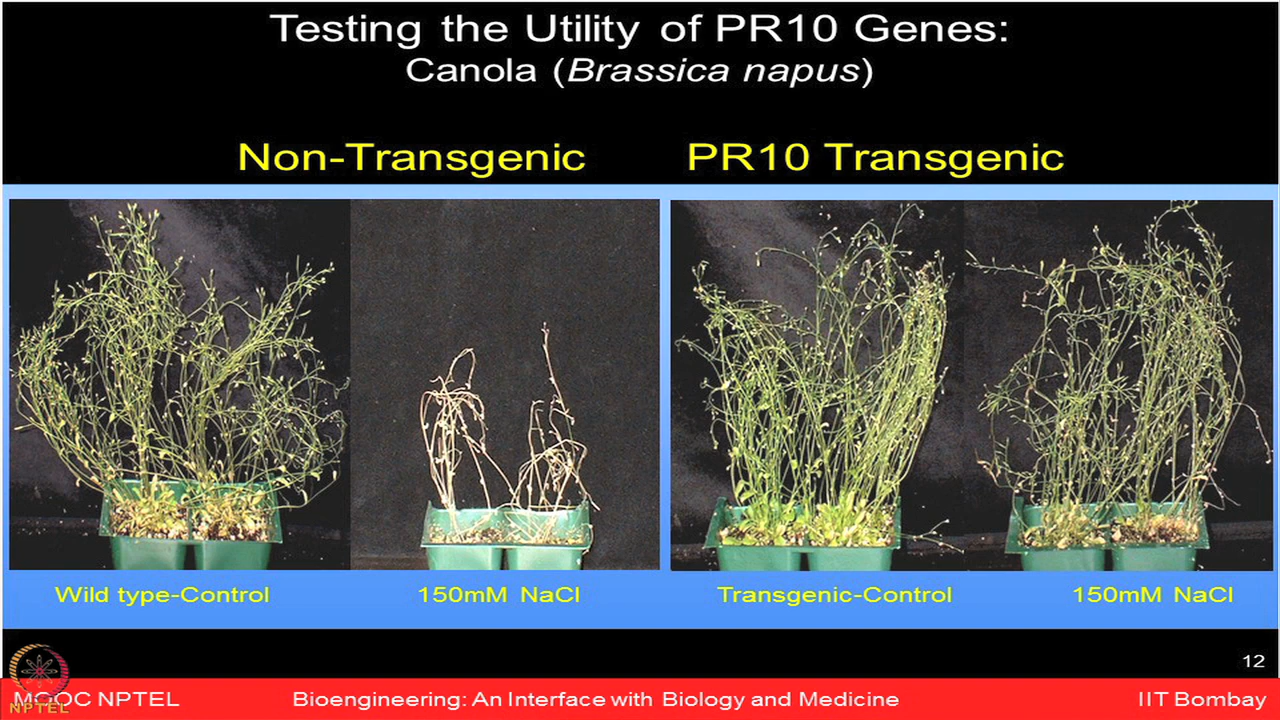 Testing the Utility of PR10 Genes:
Canola (Brassica napus)
Non-Transgenic PR10 Transgenic
Wild type-Control 150mM NaCl Transgenic-Control 150mM NaCl
12
MOOC NPTEL Bioengineering: An Interface with Biology and Medicine IIT Bombay
NPTEL